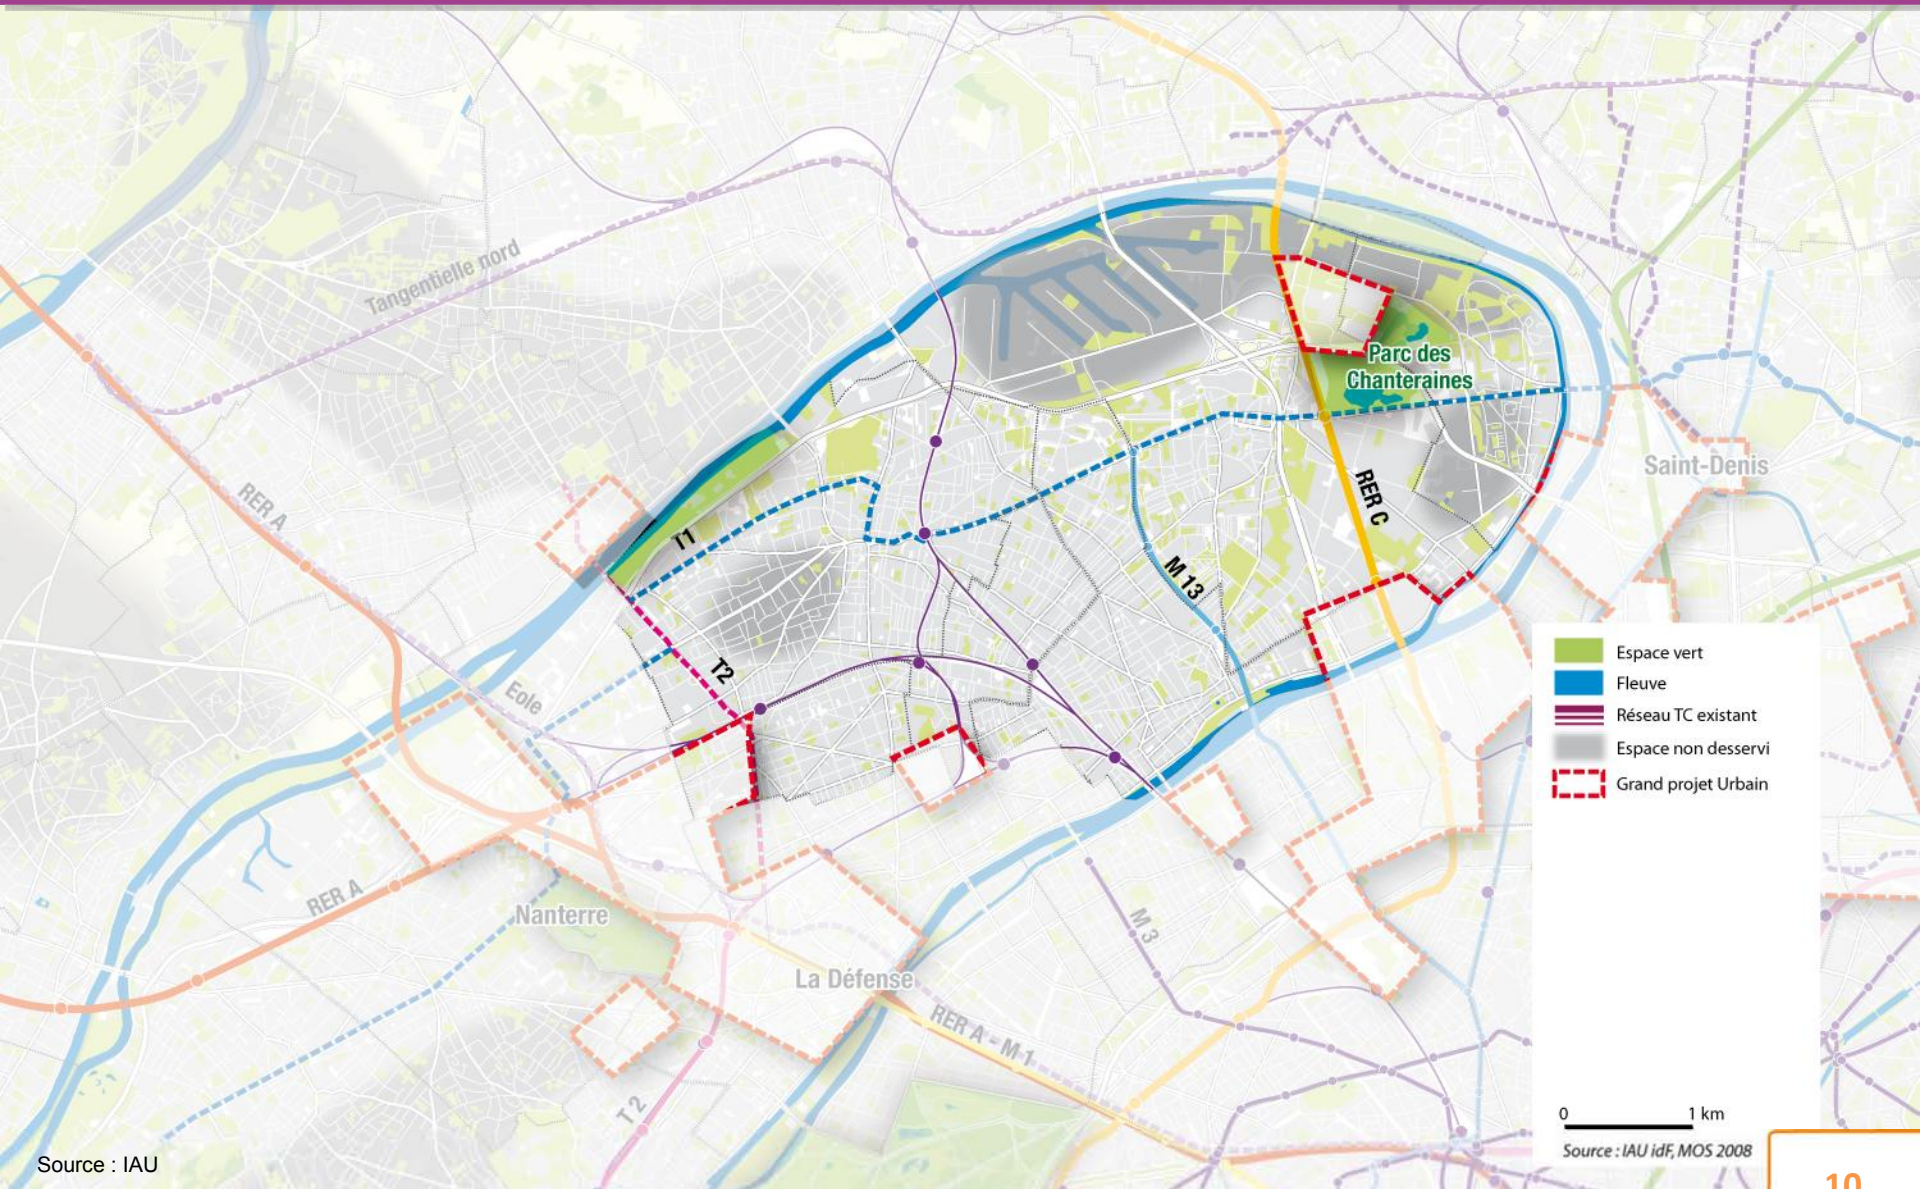 Tangentielle nord
Parc des
Chanteraines
RER A
T1
RER C
Saint-Denis
M 13
T2
Eole
Espace vert
Fleuve
Réseau TC existant
Espace non desservi
Grand projet Urbain
RER A
Nanterre
M 3
La Défense
RER A - M 1
T 2
0 1 km
Source : IAU idF, MOS 2008
Source : IAU
10